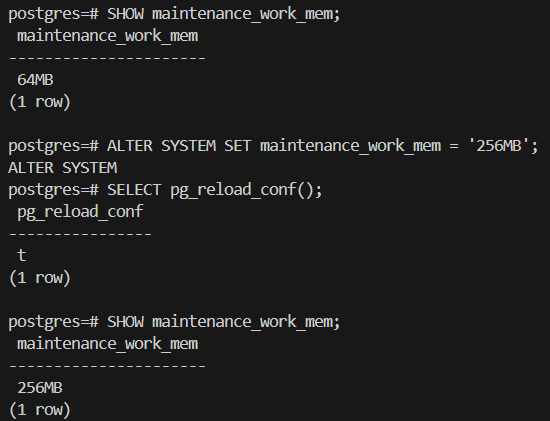 postgres=# SHOW maintenance_work_mem;
 maintenance_work_mem
----------------------
 64MB
(1 row)

postgres=# ALTER SYSTEM SET maintenance_work_mem = '256MB';
ALTER SYSTEM
postgres=# SELECT pg_reload_conf();
 pg_reload_conf
----------------
 t
(1 row)

postgres=# SHOW maintenance_work_mem;
 maintenance_work_mem
----------------------
 256MB
(1 row)